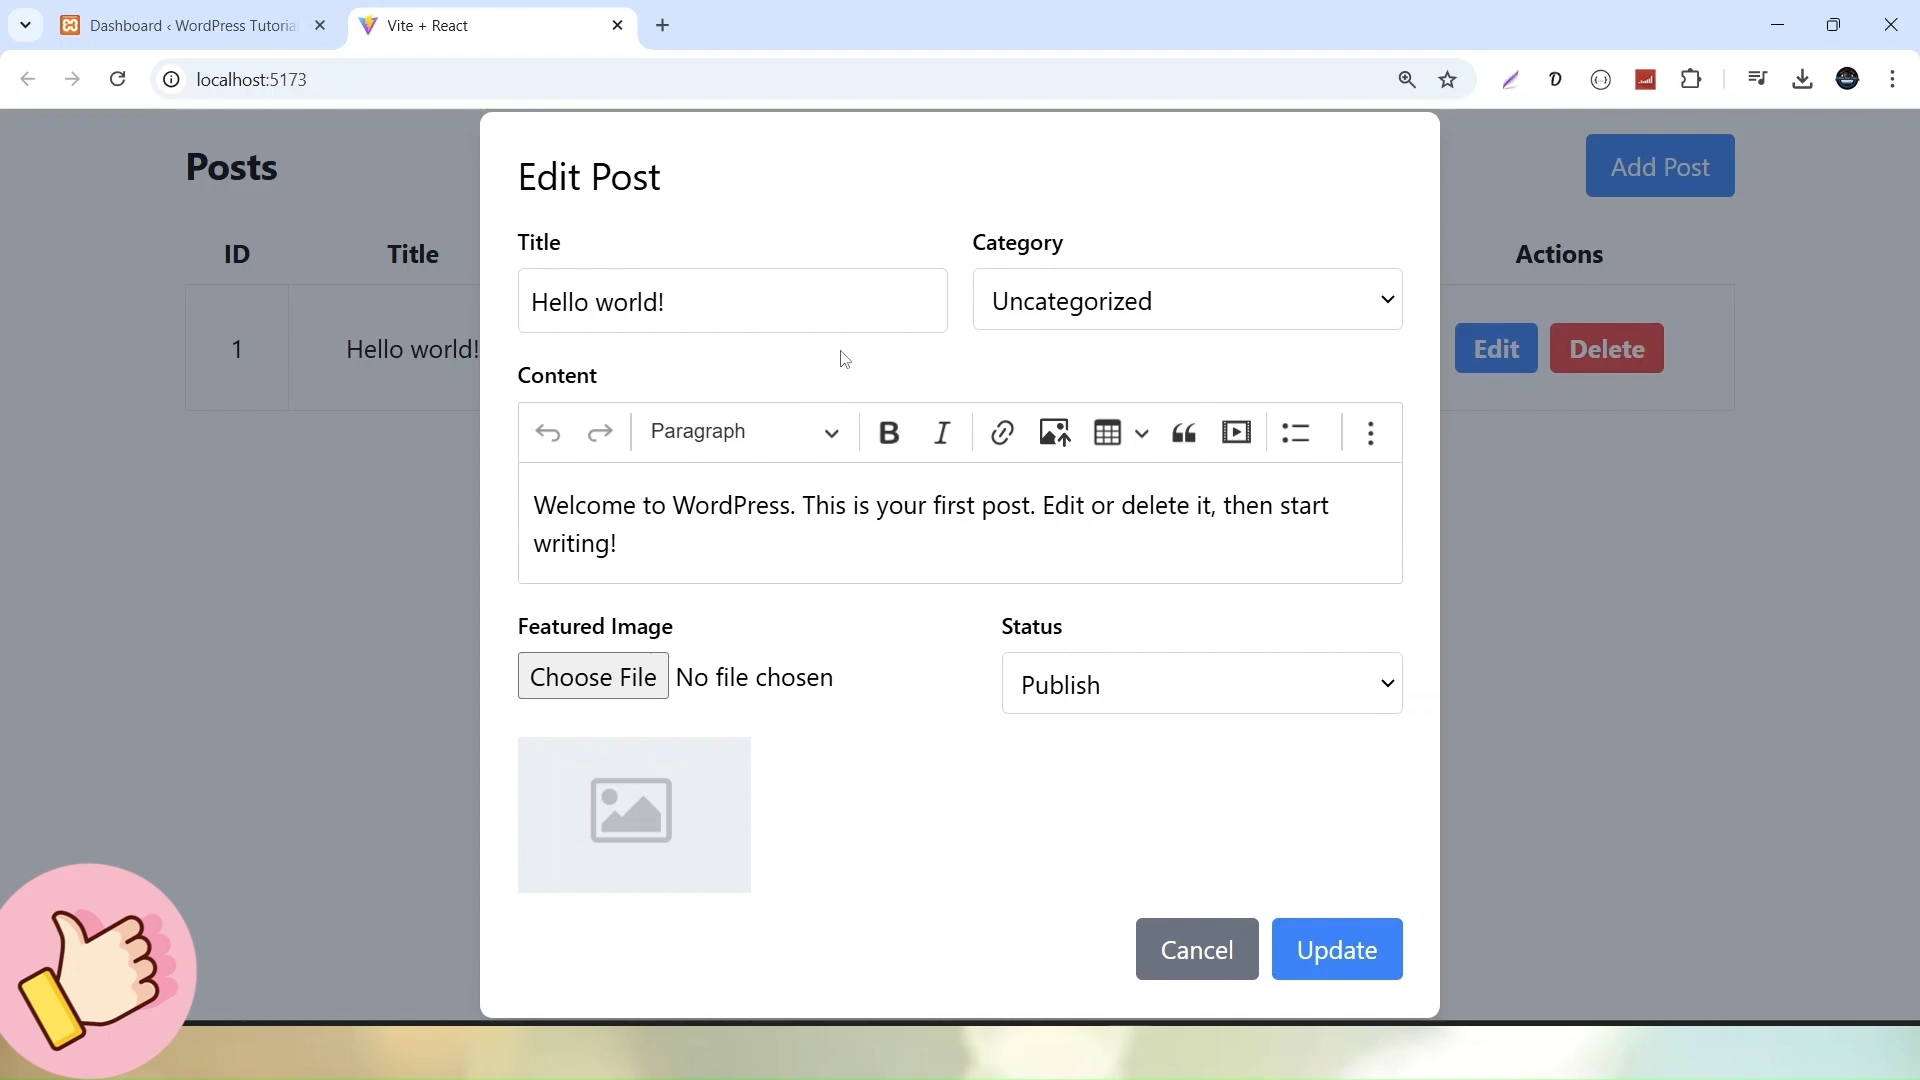 Dashboard ‹ WordPress Tutoria
Vite + React
localhost:5173
Posts
Add Post
ID
Title
Actions
1
Hello world!
Edit
Delete
Edit Post
Title
Category
Hello world!
Uncategorized
Content
Paragraph
Welcome to WordPress. This is your first post. Edit or delete it, then start
writing!
Featured Image
Status
Choose File No file chosen
Publish
Cancel
Update